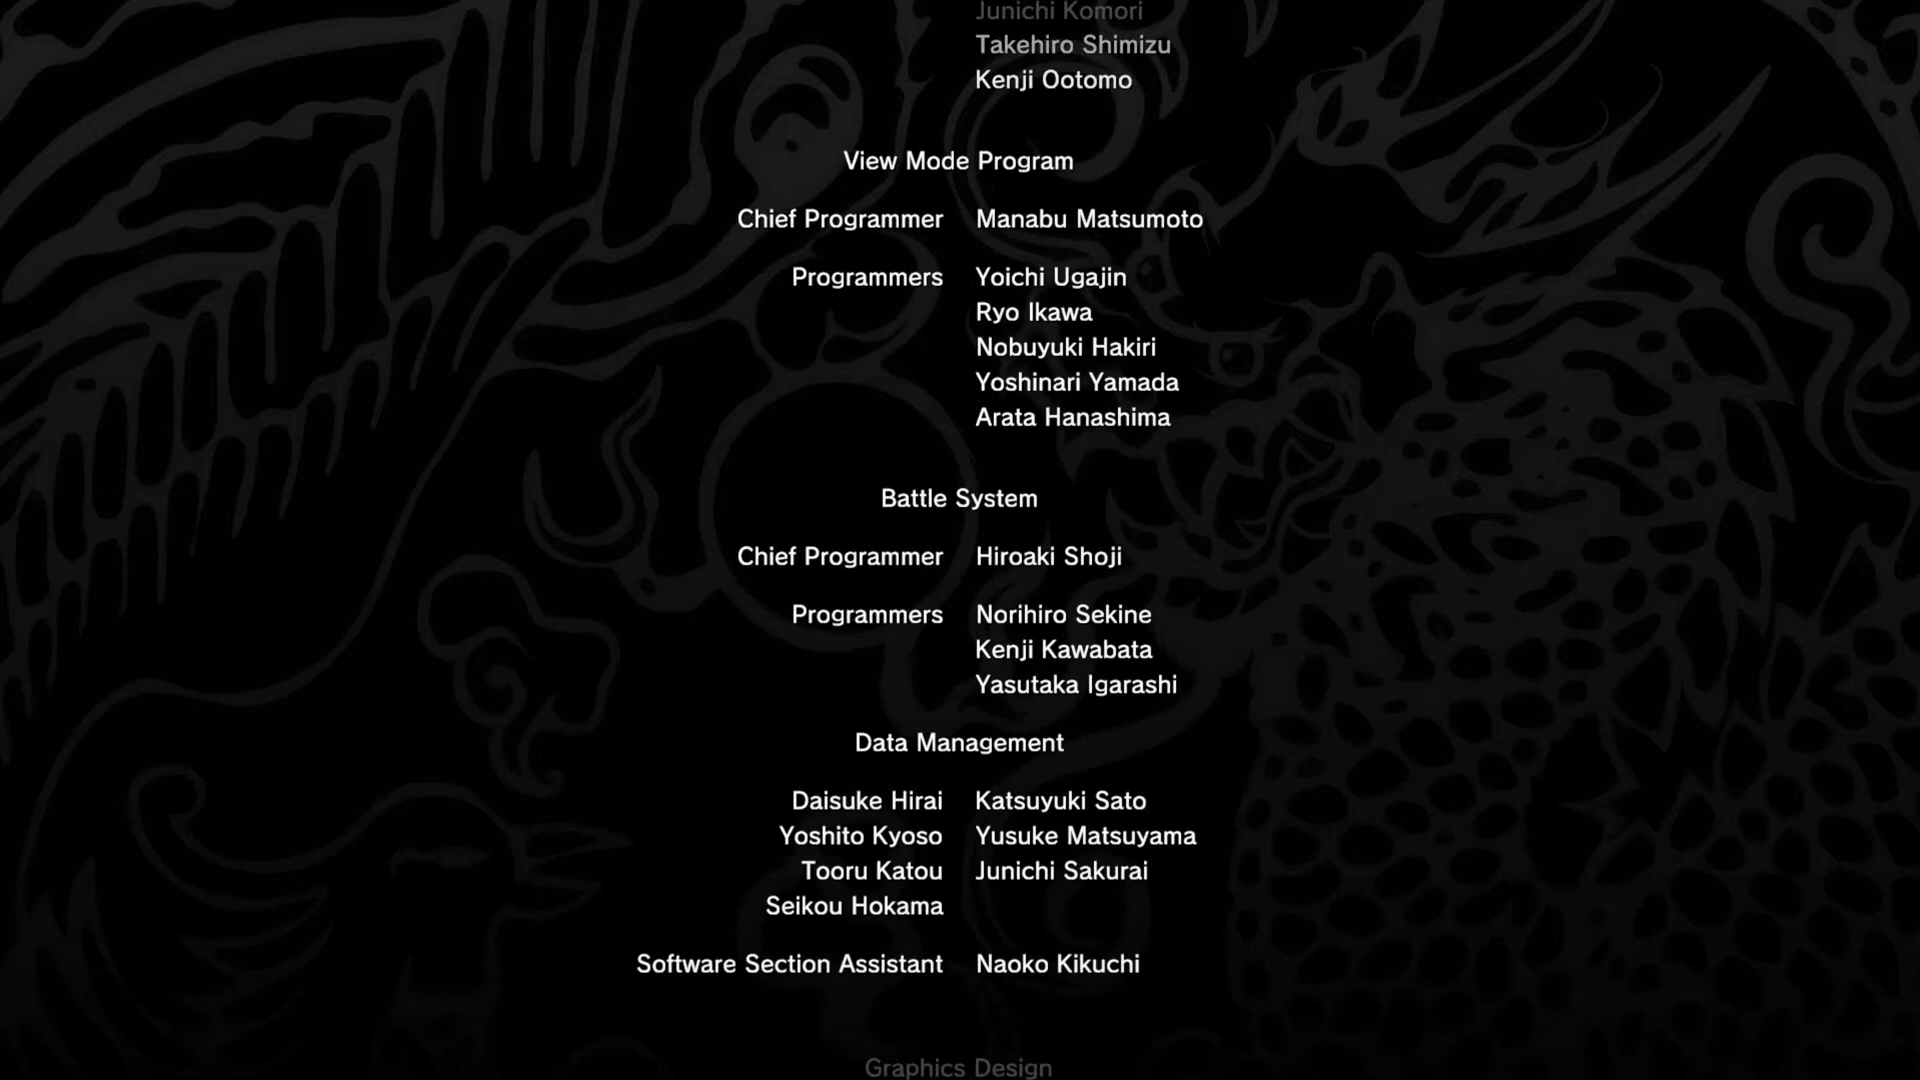 Junichi Komori
Takehiro Shimizu
Kenji Ootomo
View Mode Program
Chief Programmer Manabu Matsumoto
Programmers Yoichi Ugajin
Ryo Ikawa
Nobuyuki Hakiri
Yoshinari Yamada
Arata Hanashima
Battle System
Chief Programmer Hiroaki Shoji
Programmers Norihiro Sekine
Kenji Kawabata
Yasutaka Igarashi
Data Management
Daisuke Hirai Katsuyuki Sato
Yoshito Kyoso Yusuke Matsuyama
Tooru Katou Junichi Sakurai
Seikou Hokama
Software Section Assistant Naoko Kikuchi
Graphics Design